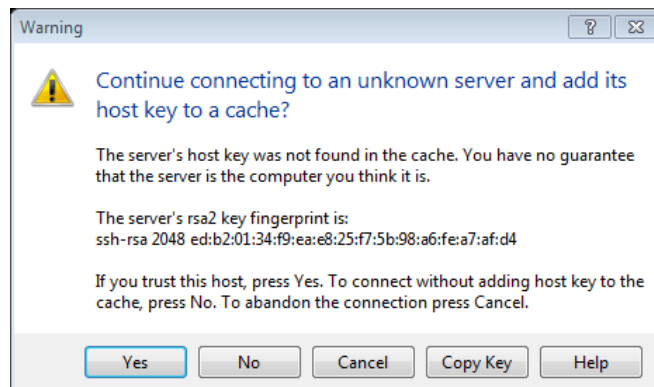 Warning
Continue connecting to an unknown server and add its
host key to a cache?
The server's host key was not found in the cache. You have no guarantee
that the server is the computer you think it is.
The server's rsa2 key fingerprint is:
ssh-rsa 2048 ed:b2:01:34:f9:ea:e8:25:f7:5b:98:a6:fe:a7:af:d4
If you trust this host, press Yes. To connect without adding host key to the
cache, press No. To abandon the connection press Cancel.
Yes No Cancel Copy Key Help